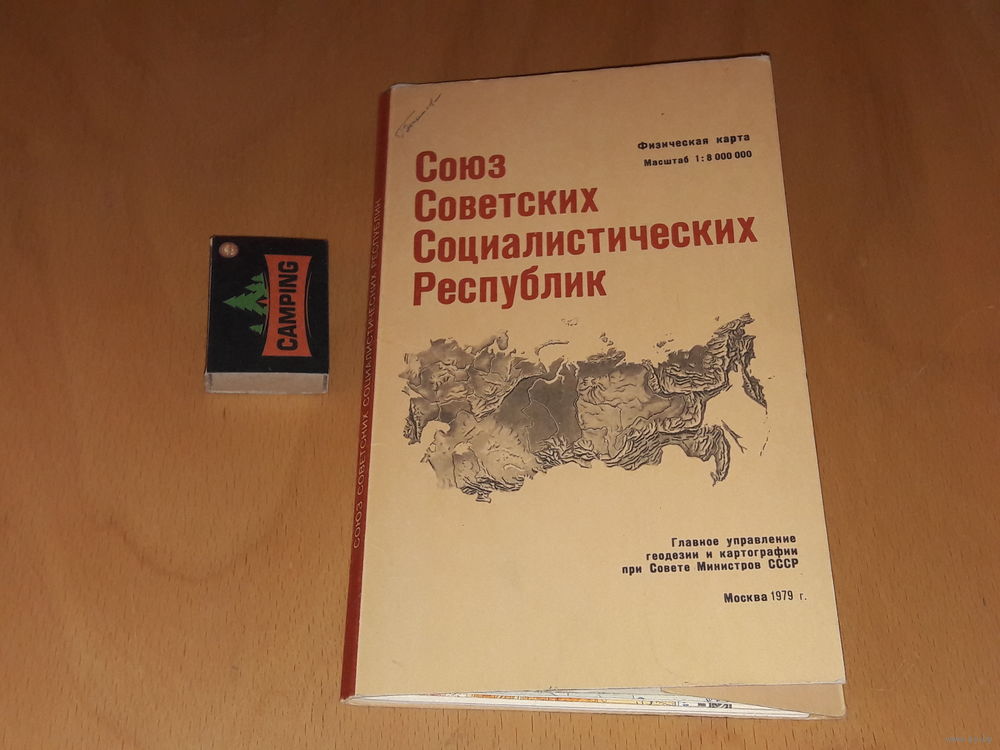 CAMPING
Физическая карта
Масштаб 1:8 000 000
Союз
Советских
Социалистических
Республик
СОЮЗ СОВЕТСКИХ СОЦИАЛИСТИЧЕСКИХ РЕСПУБЛИК
Главное управление
геодезии и картографии
при Совете Министров СССР
Москва 1979 г.